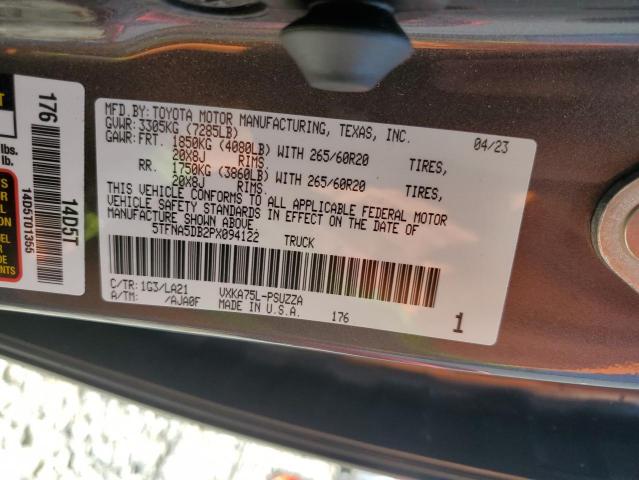 MFD.BY: TOYOTA MOTOR MANUFACTURING, TEXAS, INC.
04/23
GVWR: 3305KG (7285LB)
GAWR: FRT. 1850KG (4080LB) WITH 265/60R20 TIRES,
20X8J RIMS
RR. 1750KG (3860LB) WITH 265/60R20 TIRES,
20X8J RIMS
THIS VEHICLE CONFORMS TO ALL APPLICABLE FEDERAL MOTOR
VEHICLE SAFETY STANDARDS IN EFFECT ON THE DATE OF
MANUFACTURE SHOWN ABOVE.
5TFNA5DB2PX094122 TRUCK
C/TR: 1G3/LA21 VXKA75L-PSUZZA
A/TM: /AJA0F MADE IN U.S.A. 176
1
176
14D5T
14D5T01355
lbs.
lb.